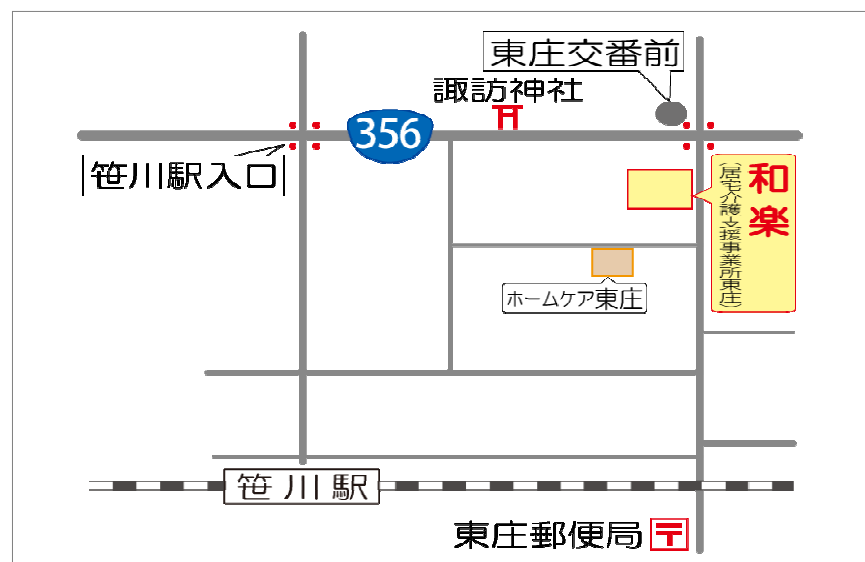 東庄交番前
諏訪神社
356
笹川駅入口
和楽
(居宅介護支援事業所東庄)
ホームケア東庄
笹川駅
東庄郵便局